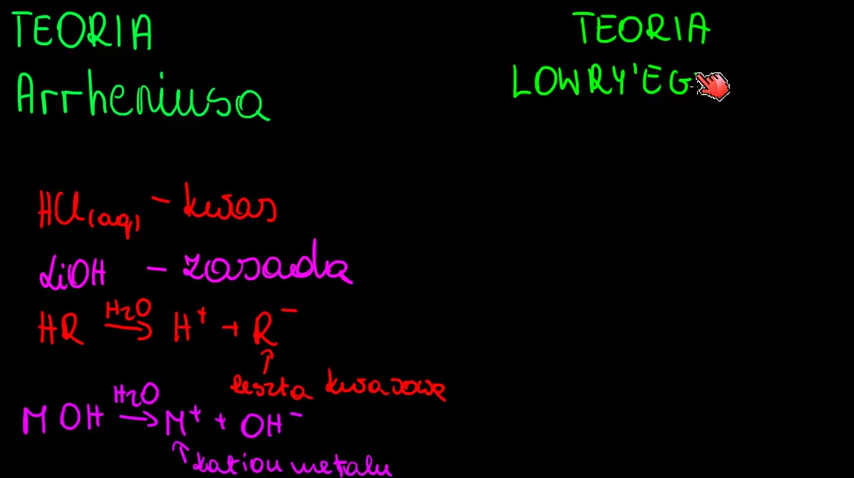 TEORIA
Arrheniusa
HCl(aq) - kwas
LiOH - zasada
HR H2O → H+ + R-
↑
reszta kwasowa
MOH H2O → M+ + OH-
↑ kation metalu
TEORIA
LOWRY'EG